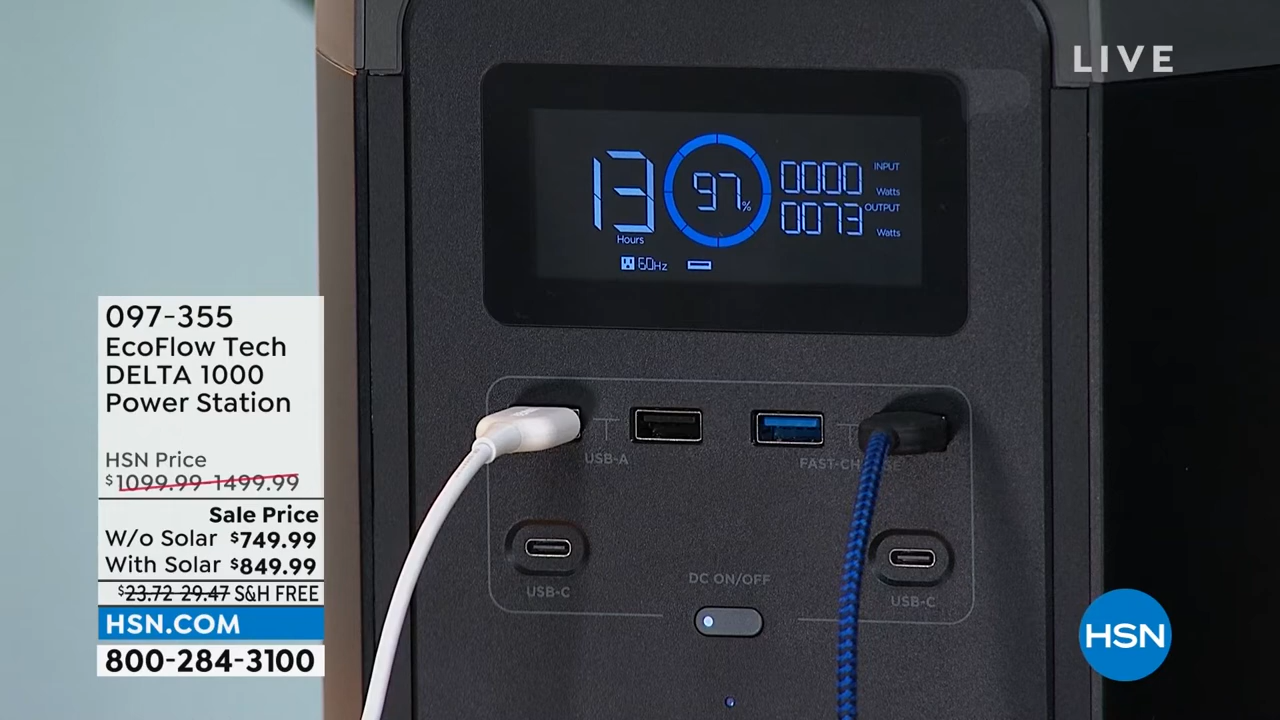 LIVE
13
Hours
97%
0000 INPUT
Watts
0073 OUTPUT
Watts
60Hz
USB-A
FAST-CHARGE
USB-C
DC ON/OFF
USB-C
097-355
EcoFlow Tech
DELTA 1000
Power Station
HSN Price
$1099.99-1499.99
Sale Price
W/o Solar $749.99
With Solar $849.99
$23.72-29.47 S&H FREE
HSN.COM
800-284-3100
HSN